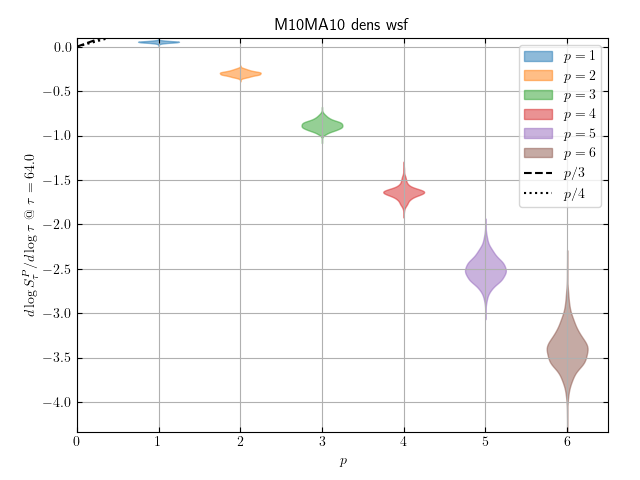 M10MA10 dens wsf
d log S_τ^P / d log τ @ τ = 64.0
0.0
−0.5
−1.0
−1.5
−2.0
−2.5
−3.0
−3.5
−4.0
0 1 2 3 4 5 6
p
p = 1
p = 2
p = 3
p = 4
p = 5
p = 6
p/3
p/4